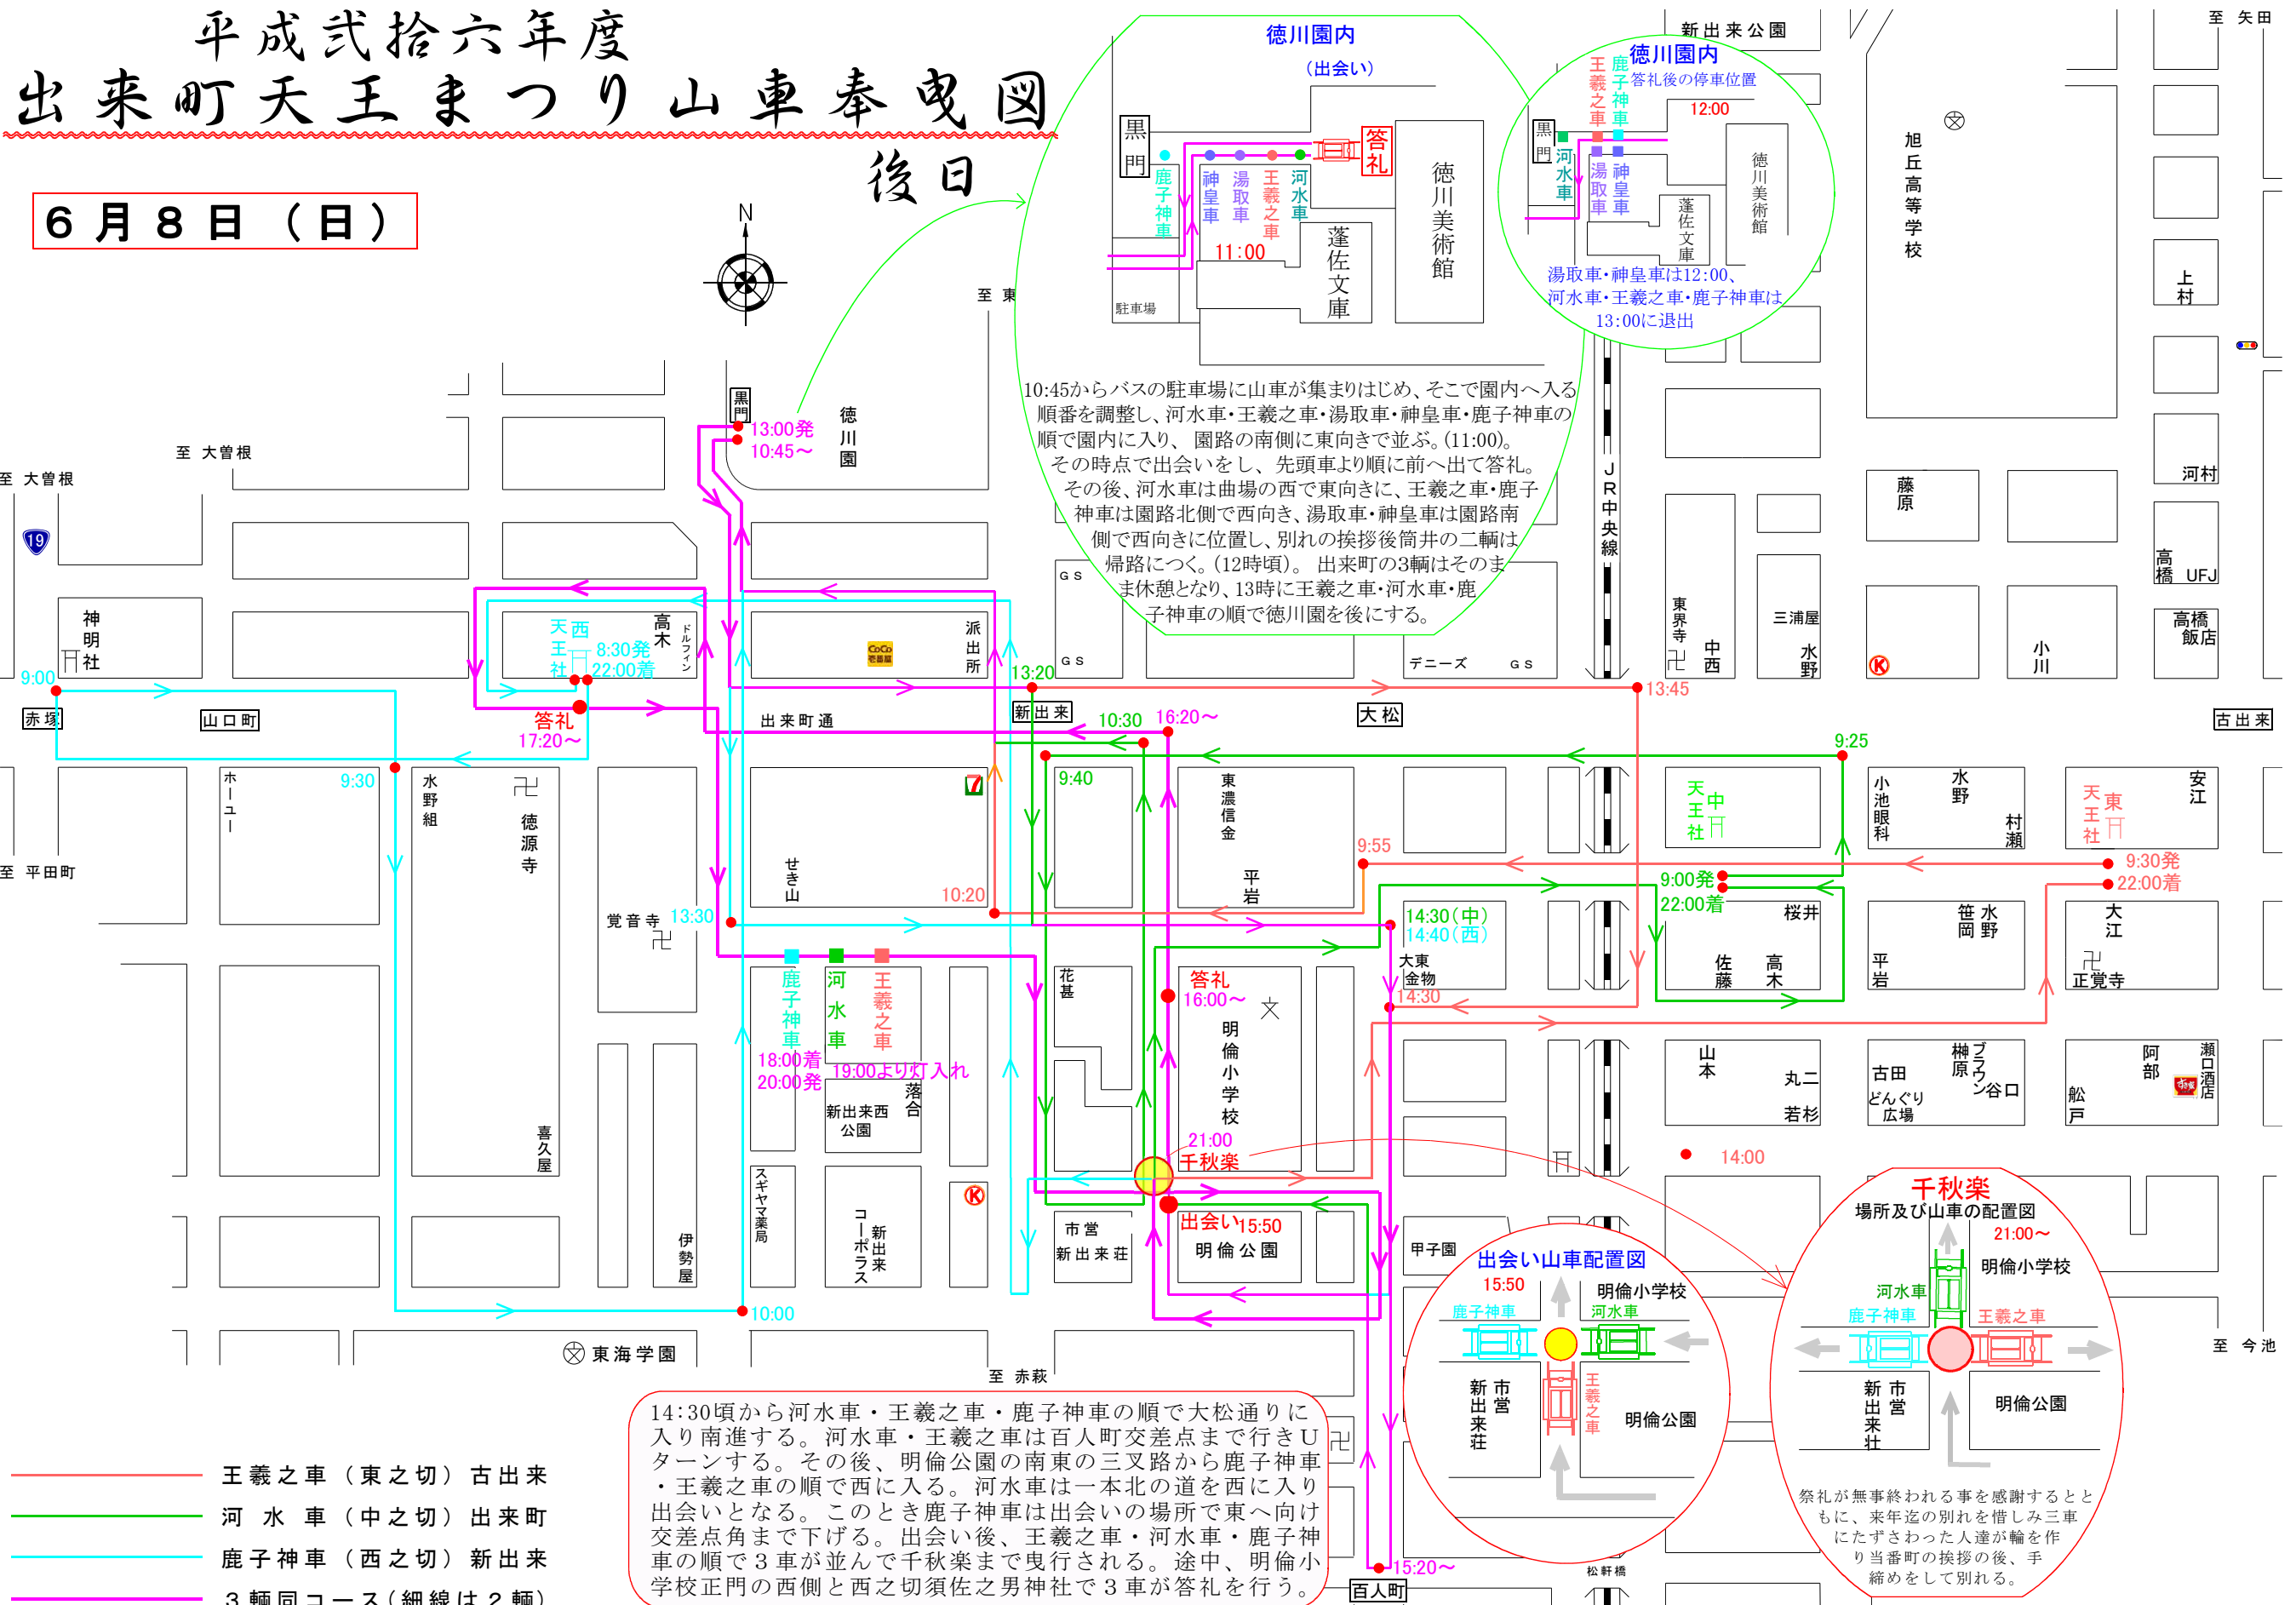 平成弐拾六年度
出来町天王まつり山車奉曳図
後日
6月8日（日）
N
徳川園内
（出会い）
黒門
答礼
鹿子神車
神皇車
湯取車
王羲之車
河水車
11:00
徳川美術館
蓬佐文庫
駐車場
10:45からバスの駐車場に山車が集まりはじめ、そこで園内へ入る
順番を調整し、河水車・王羲之車・湯取車・神皇車・鹿子神車の
順で園内に入り、園路の南側に東向きで並ぶ。(11:00)。
その時点で出会いをし、先頭車より順に前へ出て答礼。
その後、河水車は曲場の西で東向きに、王羲之車・鹿子
神車は園路北側で西向き、湯取車・神皇車は園路南
側で西向きに位置し、別れの挨拶後筒井の二輌は
帰路につく。(12時頃)。 出来町の3輌はそのま
ま休憩となり、13時に王羲之車・河水車・鹿
子神車の順で徳川園を後にする。
新出来公園
徳川園内
答礼後の停車位置
王羲之車
鹿子神車
12:00
黒門
河水車
湯取車
神皇車
徳川美術館
蓬佐文庫
湯取車・神皇車は12:00、
河水車・王羲之車・鹿子神車は
13:00に退出
至 矢田
旭丘高等学校
上村
河村
高橋 UFJ
高橋飯店
藤原
小川
JR中央線
東界寺
中西
三浦屋
水野
至 東
至 大曽根
至 大曽根
19
黒門
13:00発
10:45～
徳川園
神明社
9:00
赤塚
山口町
西天王社
8:30発
22:00着
高木
ドルフィン
CoCo壱番屋
派出所
GS
GS
デニーズ
GS
13:20
13:45
答礼
17:20～
出来町通
新出来
10:30
16:20～
大松
古出来
9:25
9:30
9:40
至 平田町
ホーユー
水野組
徳源寺
喜久屋
覚音寺
13:30
せき山
7
10:20
東濃信金
平岩
9:55
中天王社
小池眼科
水野
村瀬
東天王社
安江
9:30発
22:00着
9:00発
22:00着
14:30(中)
14:40(西)
大東金物
14:30
桜井
佐藤
高木
笹岡
水野
平岩
大江
正覚寺
鹿子神車
河水車
王羲之車
18:00着
20:00発
19:00より灯入れ
落合
新出来西公園
花甚
答礼
16:00～
文
明倫小学校
21:00
千秋楽
山本
丸二
若杉
14:00
古田
どんぐり広場
榊原
ブラウン
谷口
阿部
瀬口酒店
舩戸
スギヤマ薬局
新出来コーポラス
K
K
市営
新出来荘
出会い15:50
明倫公園
甲子園
伊勢屋
10:00
東海学園
至 赤萩
至 今池
出会い山車配置図
15:50
明倫小学校
鹿子神車
河水車
王羲之車
市営新出来荘
明倫公園
千秋楽
場所及び山車の配置図
21:00～
明倫小学校
河水車
鹿子神車
王羲之車
市営新出来壮
明倫公園
祭礼が無事終われる事を感謝するとと
もに、来年迄の別れを惜しみ三車
にたずさわった人達が輪を作
り当番町の挨拶の後、手
締めをして別れる。
14:30頃から河水車・王羲之車・鹿子神車の順で大松通りに
入り南進する。河水車・王羲之車は百人町交差点まで行きU
ターンする。その後、明倫公園の南東の三叉路から鹿子神車
・王羲之車の順で西に入る。河水車は一本北の道を西に入り
出会いとなる。このとき鹿子神車は出会いの場所で東へ向け
交差点角まで下げる。出会い後、王羲之車・河水車・鹿子神
車の順で３車が並んで千秋楽まで曳行される。途中、明倫小
学校正門の西側と西之切須佐之男神社で３車が答礼を行う。
15:20～
百人町
松軒橋
王羲之車（東之切）古出来
河水車（中之切）出来町
鹿子神車（西之切）新出来
３輌同コース(細線は２輌)